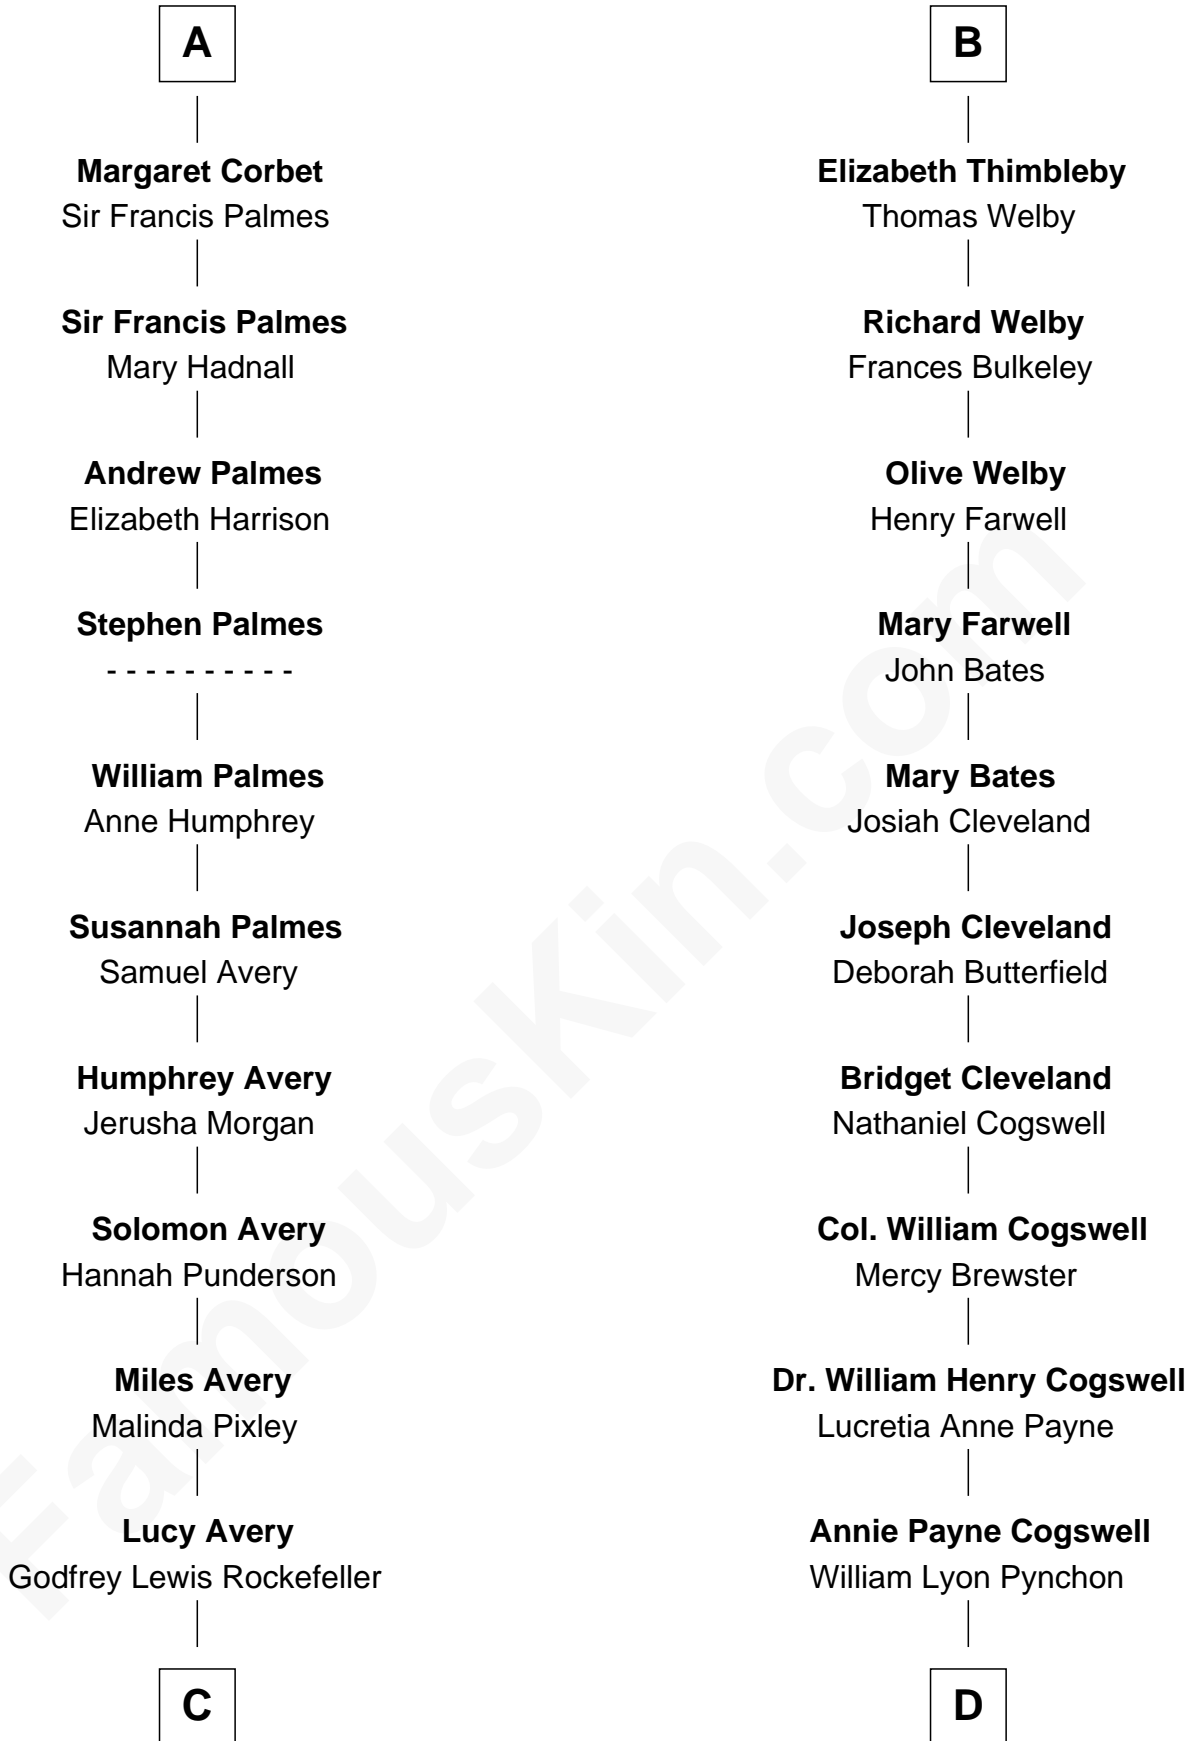 A
Margaret Corbet
Sir Francis Palmes
Sir Francis Palmes
Mary Hadnall
Andrew Palmes
Elizabeth Harrison
Stephen Palmes
- - - - - - - - - -
William Palmes
Anne Humphrey
Susannah Palmes
Samuel Avery
Humphrey Avery
Jerusha Morgan
Solomon Avery
Hannah Punderson
Miles Avery
Malinda Pixley
Lucy Avery
Godfrey Lewis Rockefeller
C
B
Elizabeth Thimbleby
Thomas Welby
Richard Welby
Frances Bulkeley
Olive Welby
Henry Farwell
Mary Farwell
John Bates
Mary Bates
Josiah Cleveland
Joseph Cleveland
Deborah Butterfield
Bridget Cleveland
Nathaniel Cogswell
Col. William Cogswell
Mercy Brewster
Dr. William Henry Cogswell
Lucretia Anne Payne
Annie Payne Cogswell
William Lyon Pynchon
D
FamousKin.com